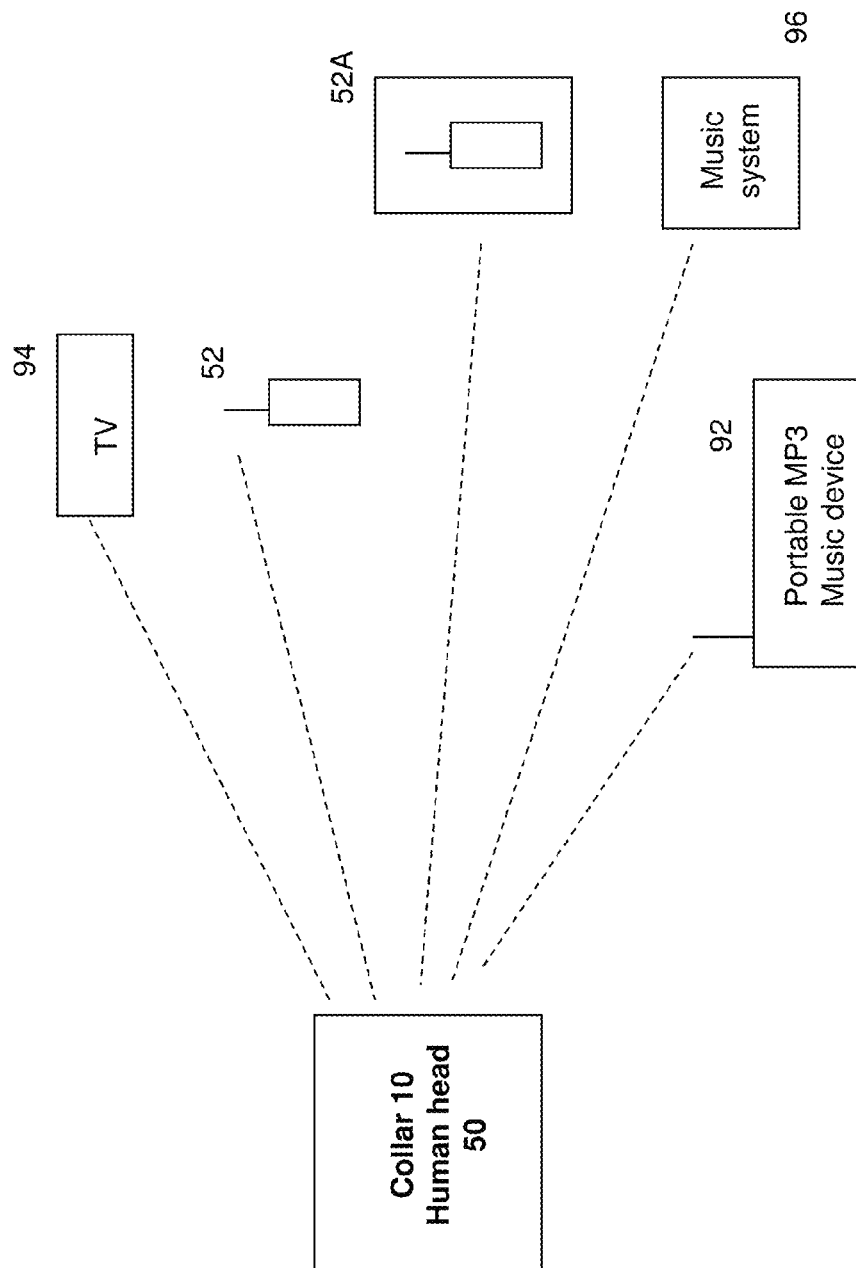 94
TV
52
52A
Music
system
96
92
Portable MP3
Music device
Collar 10
Human head
50